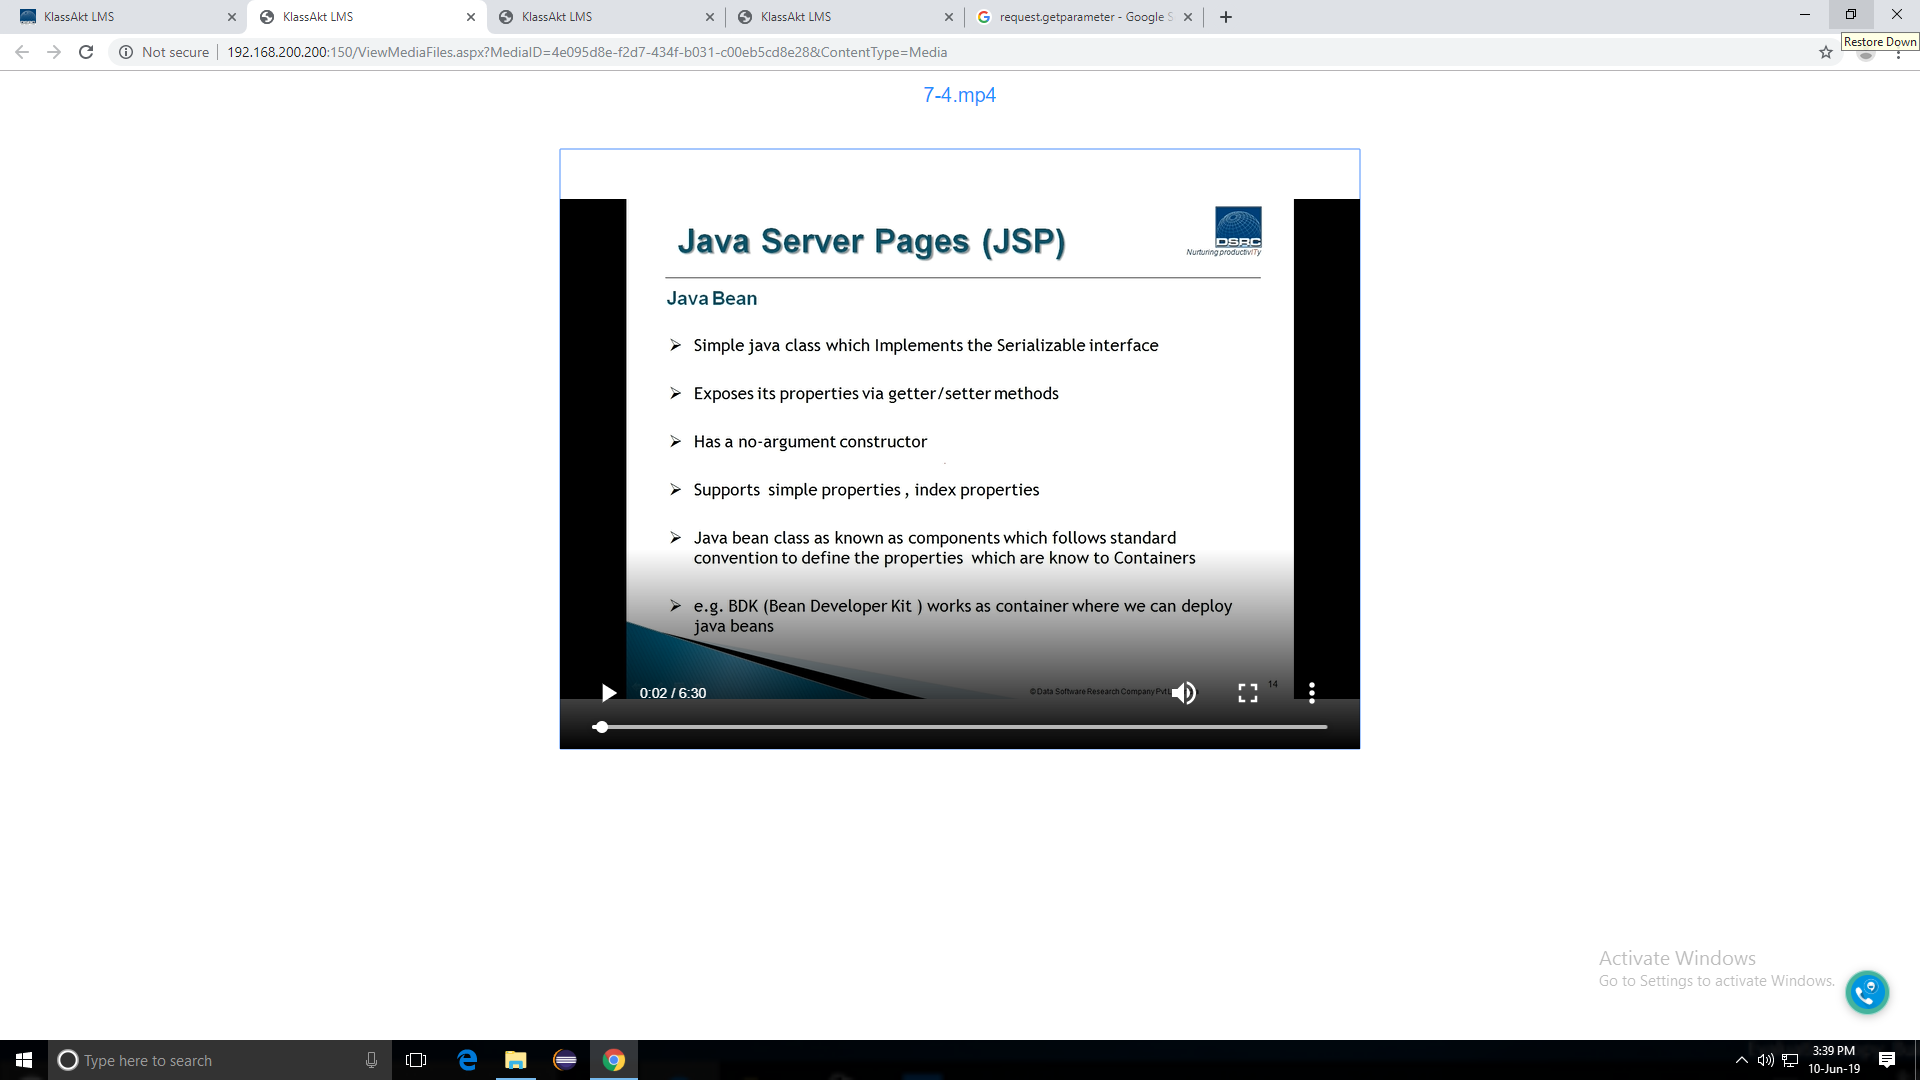 KlassAkt LMS
KlassAkt LMS
KlassAkt LMS
KlassAkt LMS
request.getparameter - Google S
Restore Down
Not secure
192.168.200.200:150/ViewMediaFiles.aspx?MediaID=4e095d8e-f2d7-434f-b031-c00eb5cd8e28&ContentType=Media
7-4.mp4
Java Server Pages (JSP)
DSRC
Nurturing productivITy
Java Bean
Simple java class which Implements the Serializable interface
Exposes its properties via getter/setter methods
Has a no-argument constructor
Supports simple properties , index properties
Java bean class as known as components which follows standard
convention to define the properties which are know to Containers
e.g. BDK (Bean Developer Kit ) works as container where we can deploy
java beans
© Data Software Research Company Pvt
14
0:02 / 6:30
Activate Windows
Go to Settings to activate Windows.
Type here to search
3:39 PM
10-Jun-19